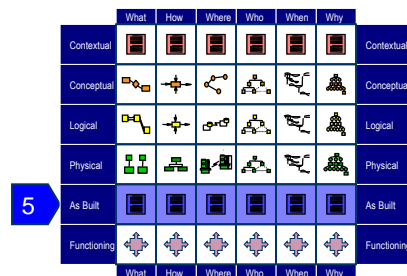 What How Where Who When Why
Contextual Contextual
Conceptual Conceptual
Logical Logical
Physical Physical
5 As Built As Built
Functioning Functioning
What How Where Who When Why